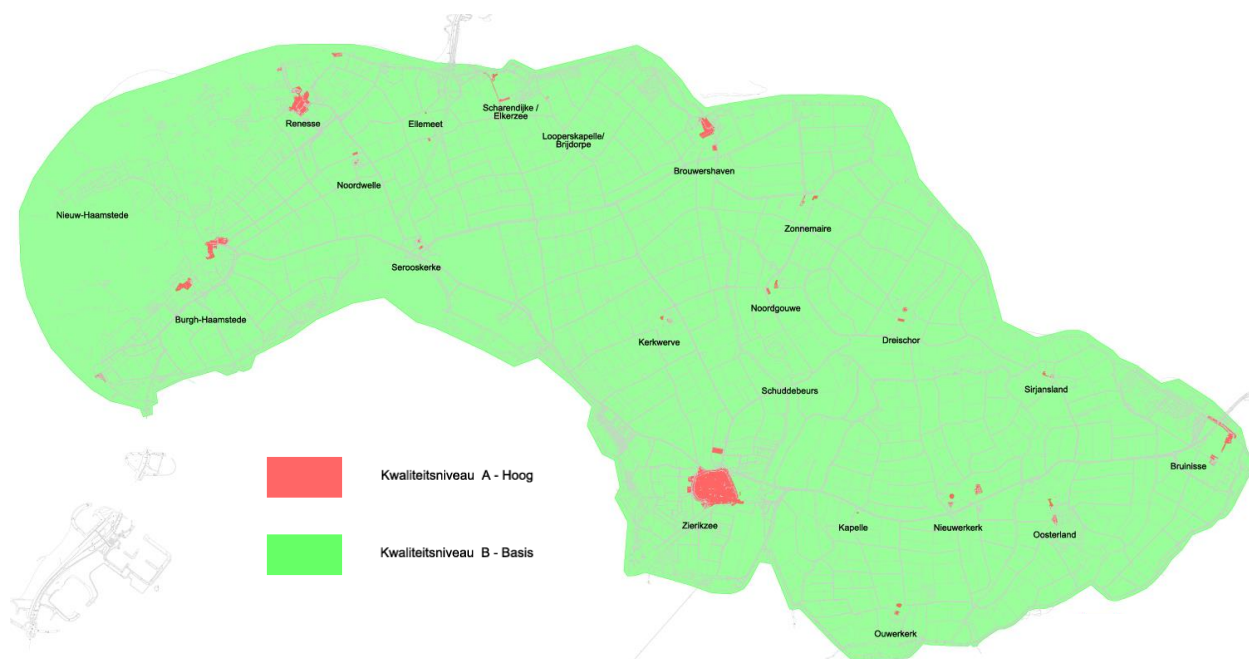 Renesse
Ellemeet
Scharendijke /
Elkerzee
Looperskapelle/
Brijdorpe
Brouwershaven
Noordwelle
Nieuw-Haamstede
Zonnemaire
Serooskerke
Burgh-Haamstede
Noordgouwe
Kerkwerve
Dreischor
Schuddebeurs
Sirjansland
Bruinisse
Kwaliteitsniveau A - Hoog
Kwaliteitsniveau B - Basis
Zierikzee
Kapelle
Nieuwerkerk
Oosterland
Ouwerkerk